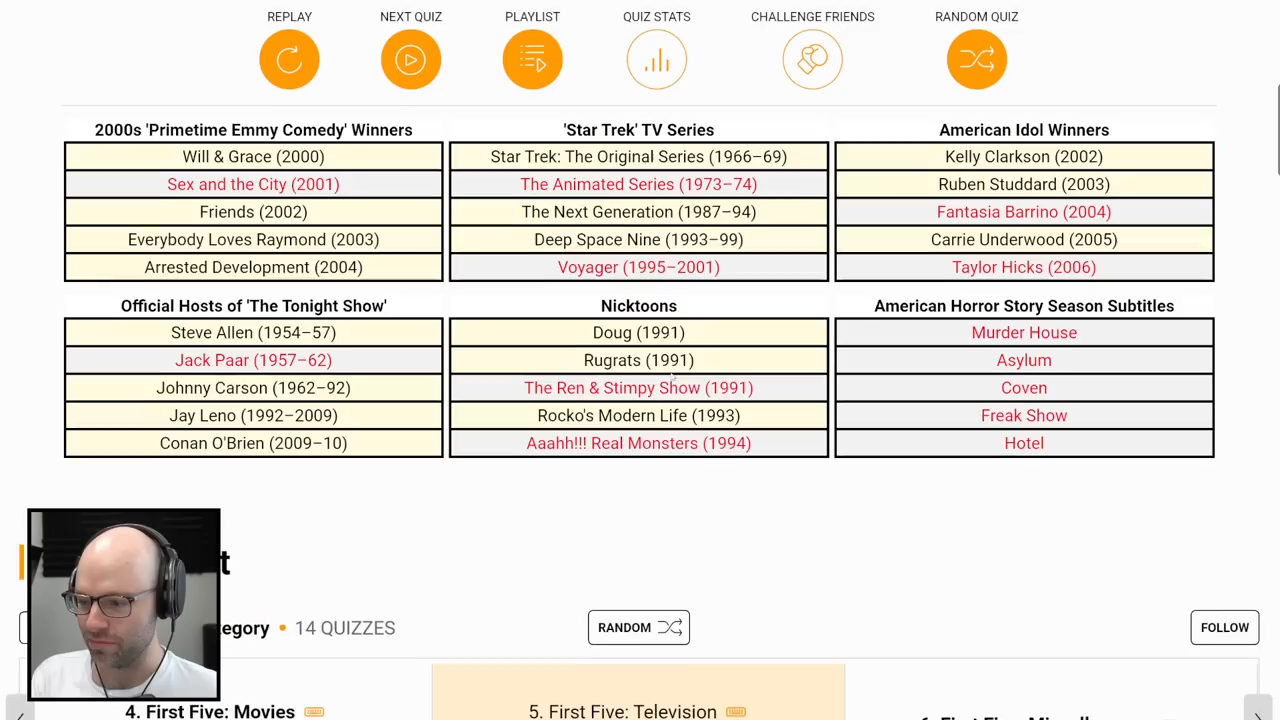 REPLAY NEXT QUIZ PLAYLIST QUIZ STATS CHALLENGE FRIENDS RANDOM QUIZ
2000s 'Primetime Emmy Comedy' Winners
Will & Grace (2000)
Sex and the City (2001)
Friends (2002)
Everybody Loves Raymond (2003)
Arrested Development (2004)
'Star Trek' TV Series
Star Trek: The Original Series (1966–69)
The Animated Series (1973–74)
The Next Generation (1987–94)
Deep Space Nine (1993–99)
Voyager (1995–2001)
American Idol Winners
Kelly Clarkson (2002)
Ruben Studdard (2003)
Fantasia Barrino (2004)
Carrie Underwood (2005)
Taylor Hicks (2006)
Official Hosts of 'The Tonight Show'
Steve Allen (1954–57)
Jack Paar (1957–62)
Johnny Carson (1962–92)
Jay Leno (1992–2009)
Conan O'Brien (2009–10)
Nicktoons
Doug (1991)
Rugrats (1991)
The Ren & Stimpy Show (1991)
Rocko's Modern Life (1993)
Aaahh!!! Real Monsters (1994)
American Horror Story Season Subtitles
Murder House
Asylum
Coven
Freak Show
Hotel
14 QUIZZES
RANDOM
FOLLOW
4. First Five: Movies
5. First Five: Television